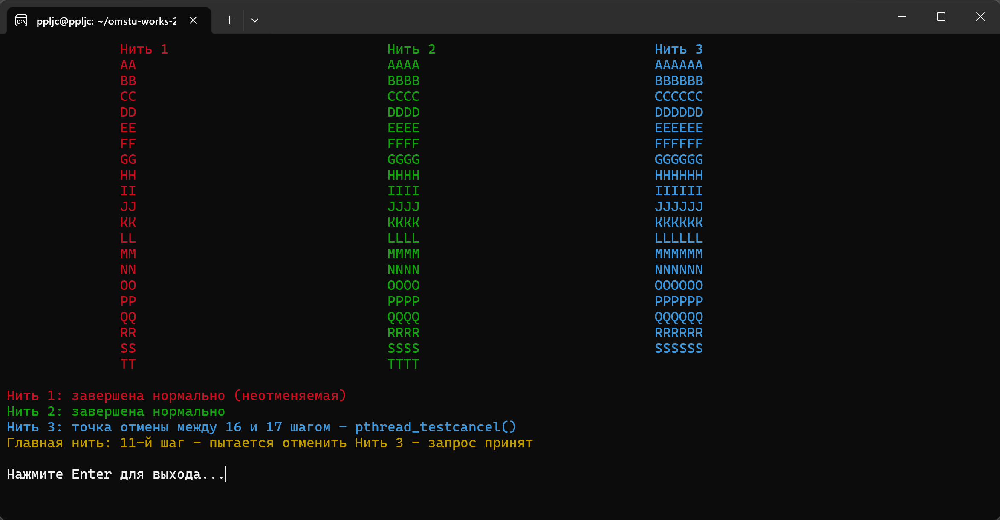 ppljc@ppljc: ~/omstu-works-2
Нить 1 Нить 2 Нить 3
AA AAAA AAAAAA
BB BBBB BBBBBB
CC CCCC CCCCCC
DD DDDD DDDDDD
EE EEEE EEEEEE
FF FFFF FFFFFF
GG GGGG GGGGGG
HH HHHH HHHHHH
II IIII IIIIII
JJ JJJJ JJJJJJ
KK KKKK KKKKKK
LL LLLL LLLLLL
MM MMMM MMMMMM
NN NNNN NNNNNN
OO OOOO OOOOOO
PP PPPP PPPPPP
QQ QQQQ QQQQQQ
RR RRRR RRRRRR
SS SSSS SSSSSS
TT TTTT
Нить 1: завершена нормально (неотменяемая)
Нить 2: завершена нормально
Нить 3: точка отмены между 16 и 17 шагом - pthread_testcancel()
Главная нить: 11-й шаг - пытается отменить Нить 3 - запрос принят
Нажмите Enter для выхода...